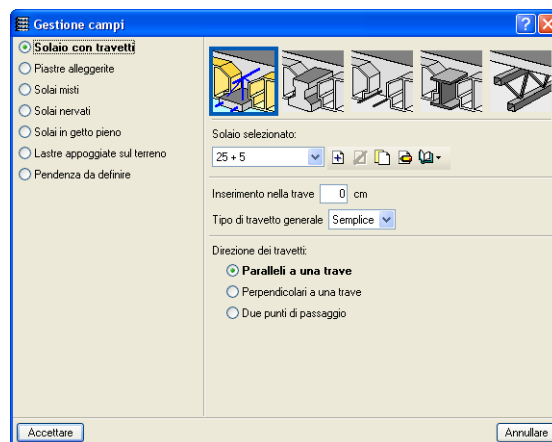 Gestione campi
Solaio con travetti
Piastre alleggerite
Solai misti
Solai nervati
Solai in getto pieno
Lastre appoggiate sul terreno
Pendenza da definire
Solaio selezionato:
25 + 5
Inserimento nella trave 0 cm
Tipo di travetto generale Semplice
Direzione dei travetti:
Paralleli a una trave
Perpendicolari a una trave
Due punti di passaggio
Accettare Annullare